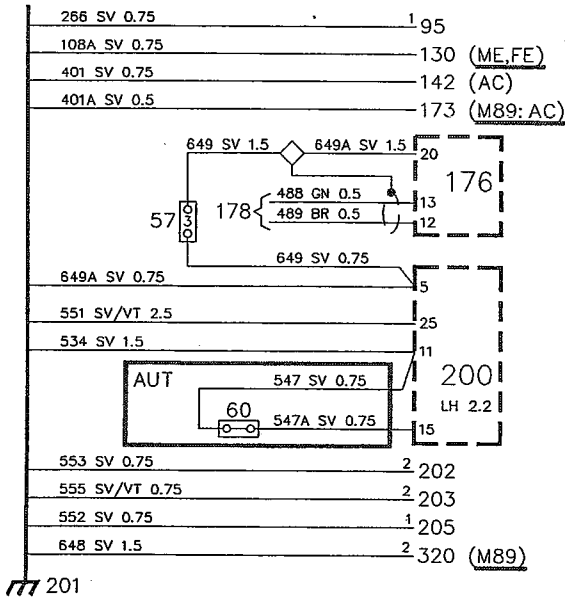 266 SV 0.75
1 95
108A SV 0.75
130 (ME,FE)
401 SV 0.75
142 (AC)
401A SV 0.5
173 (M89: AC)
649 SV 1.5
649A SV 1.5
20
176
488 GN 0.5
13
178
489 BR 0.5
12
57
3
649 SV 0.75
649A SV 0.75
5
551 SV/VT 2.5
25
534 SV 1.5
11
200
LH 2.2
AUT
547 SV 0.75
60
547A SV 0.75
15
553 SV 0.75
2 202
555 SV/VT 0.75
2 203
552 SV 0.75
1 205
648 SV 1.5
2 320 (M89)
201